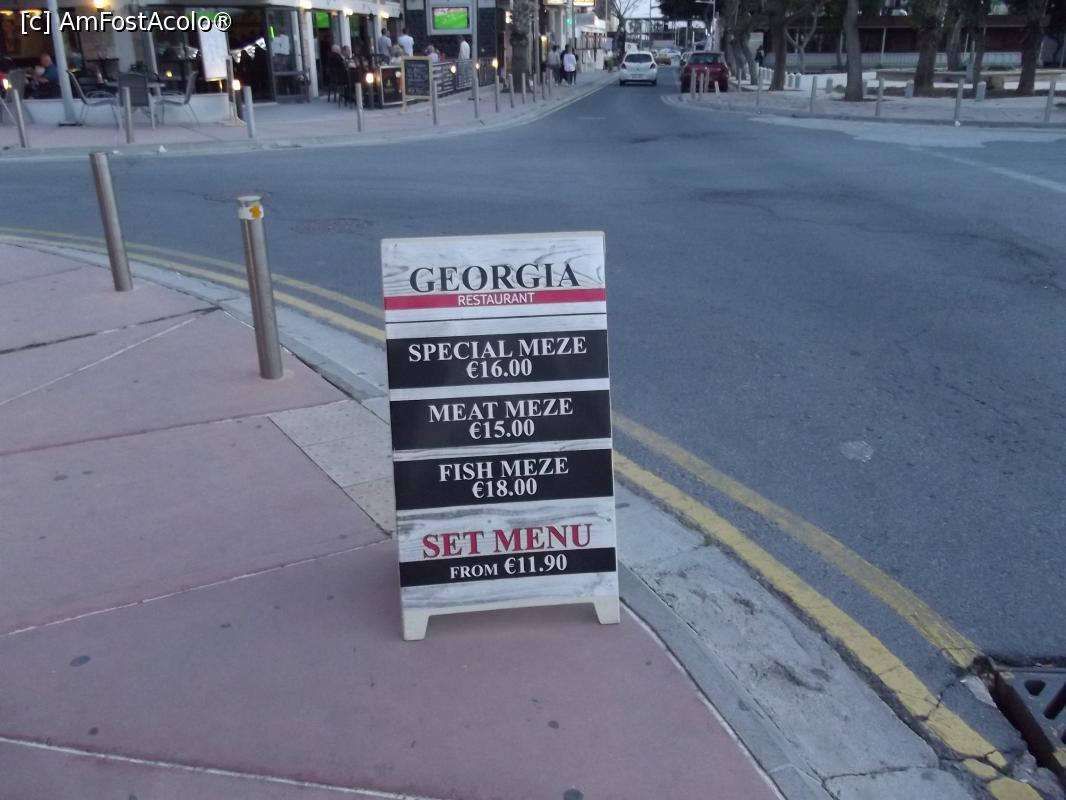 [c] AmFostAcolo®
GEORGIA
RESTAURANT
SPECIAL MEZE
€16.00
MEAT MEZE
€15.00
FISH MEZE
€18.00
SET MENU
FROM €11.90